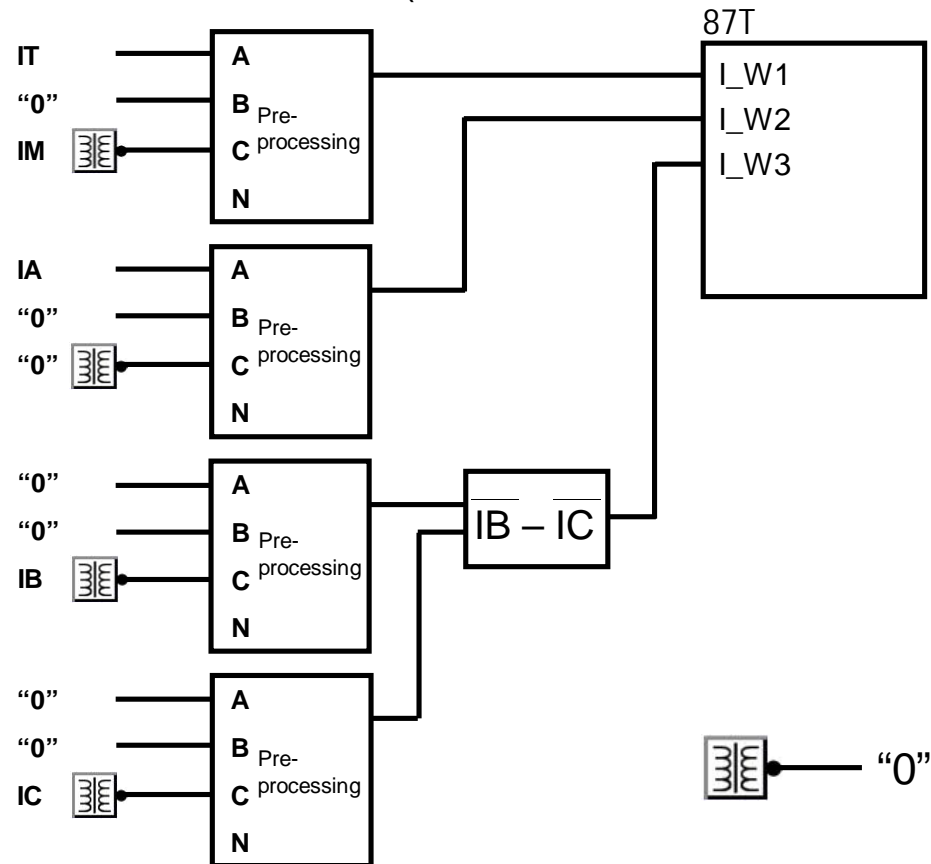 87T
IT
A
I_W1
“0”
B
Pre-
processing
I_W2
IM
C
I_W3
N
IA
A
“0”
B
Pre-
processing
“0”
C
N
“0”
A
“0”
B
Pre-
processing
IB – IC
IB
C
N
“0”
A
“0”
B
Pre-
processing
IC
C
N
“0”